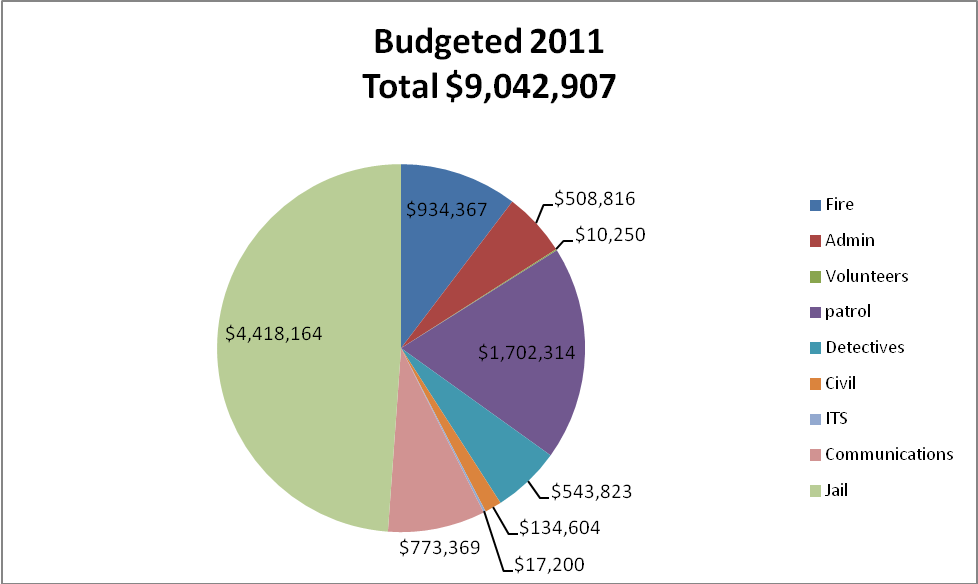 Budgeted 2011
Total $9,042,907
$934,367
$508,816
$10,250
$1,702,314
$543,823
$134,604
$17,200
$773,369
$4,418,164
Fire
Admin
Volunteers
patrol
Detectives
Civil
ITS
Communications
Jail